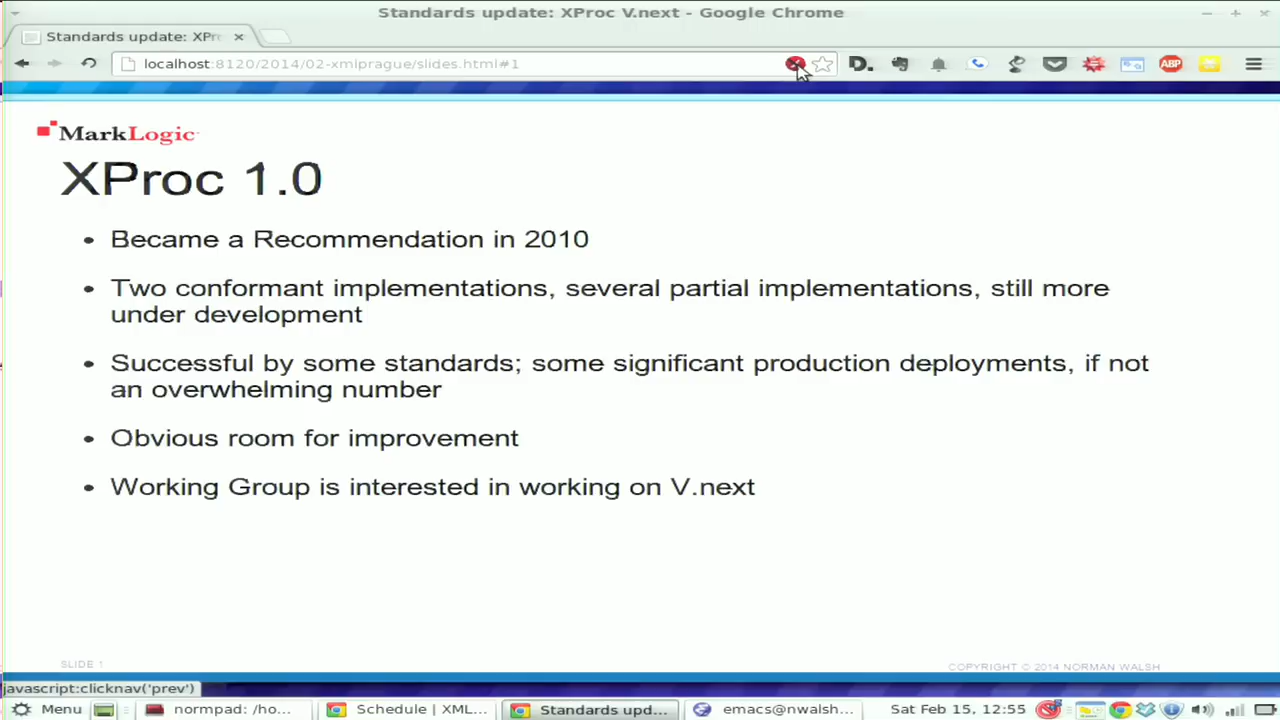 Standards update: XProc V.next - Google Chrome
Standards update: XPr
localhost:8120/2014/02-xmlprague/slides.html#1
D.
ABP
MarkLogic
XProc 1.0
• Became a Recommendation in 2010
• Two conformant implementations, several partial implementations, still more
under development
• Successful by some standards; some significant production deployments, if not
an overwhelming number
• Obvious room for improvement
• Working Group is interested in working on V.next
SLIDE 1
COPYRIGHT © 2014 NORMAN WALSH
javascript:clicknav('prev')
Menu
normpad: /ho...
Schedule | XML...
Standards upd...
emacs@nwalsh...
Sat Feb 15, 12:55